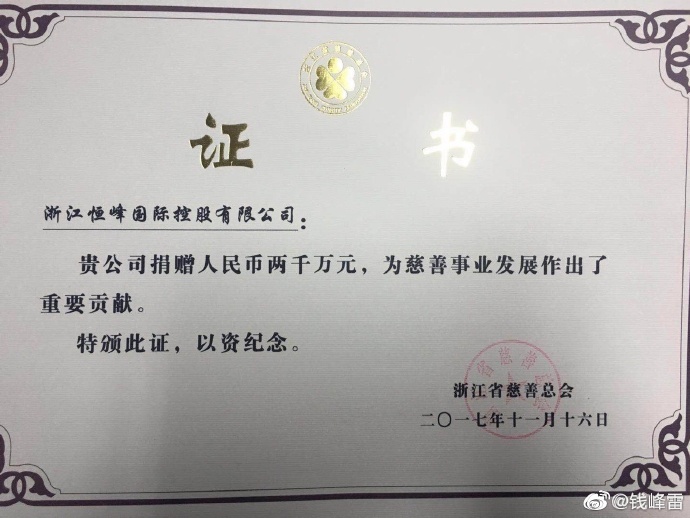 证书
浙江恒峰国际控股有限公司：
贵公司捐赠人民币两千万元，为慈善事业发展作出了
重要贡献。
特颁此证，以资纪念。
浙江省慈善总会
二〇一七年十一月十六日
@钱峰雷